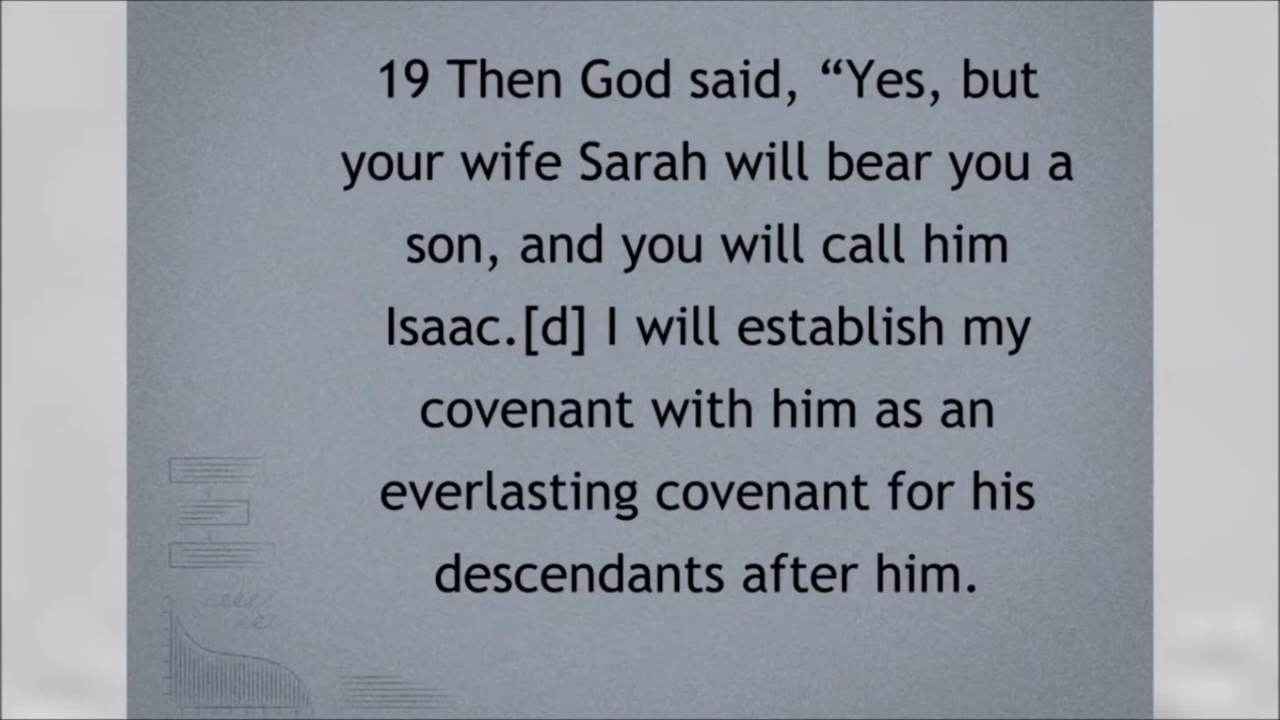 19 Then God said, “Yes, but
your wife Sarah will bear you a
son, and you will call him
Isaac.[d] I will establish my
covenant with him as an
everlasting covenant for his
descendants after him.